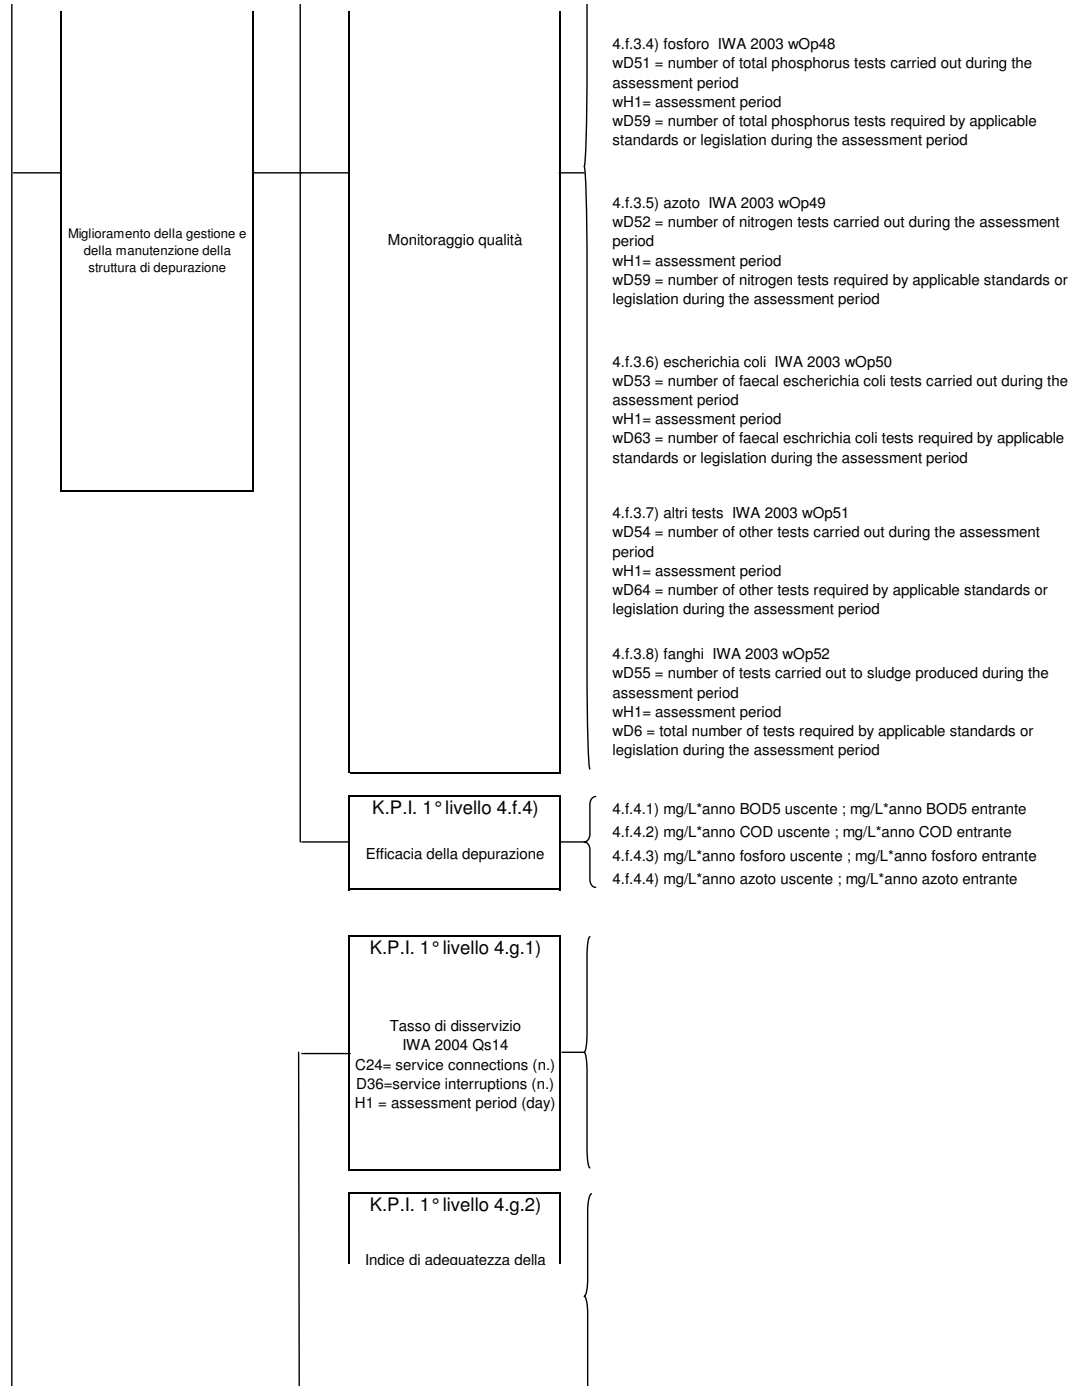 Miglioramento della gestione e
della manutenzione della
struttura di depurazione
Monitoraggio qualità
4.f.3.4) fosforo  IWA 2003 wOp48
wD51 = number of total phosphorus tests carried out during the
assessment period
wH1= assessment period
wD59 = number of total phosphorus tests required by applicable
standards or legislation during the assessment period
4.f.3.5) azoto  IWA 2003 wOp49
wD52 = number of nitrogen tests carried out during the assessment
period
wH1= assessment period
wD59 = number of nitrogen tests required by applicable standards or
legislation during the assessment period
4.f.3.6) escherichia coli  IWA 2003 wOp50
wD53 = number of faecal escherichia coli tests carried out during the
assessment period
wH1= assessment period
wD63 = number of faecal eschrichia coli tests required by applicable
standards or legislation during the assessment period
4.f.3.7) altri tests  IWA 2003 wOp51
wD54 = number of other tests carried out during the assessment
period
wH1= assessment period
wD64 = number of other tests required by applicable standards or
legislation during the assessment period
4.f.3.8) fanghi  IWA 2003 wOp52
wD55 = number of tests carried out to sludge produced during the
assessment period
wH1= assessment period
wD6 = total number of tests required by applicable standards or
legislation during the assessment period
K.P.I. 1° livello 4.f.4)
Efficacia della depurazione
4.f.4.1) mg/L*anno BOD5 uscente ; mg/L*anno BOD5 entrante
4.f.4.2) mg/L*anno COD uscente ; mg/L*anno COD entrante
4.f.4.3) mg/L*anno fosforo uscente ; mg/L*anno fosforo entrante
4.f.4.4) mg/L*anno azoto uscente ; mg/L*anno azoto entrante
K.P.I. 1° livello 4.g.1)
Tasso di disservizio
IWA 2004 Qs14
C24= service connections (n.)
D36=service interruptions (n.)
H1 = assessment period (day)
K.P.I. 1° livello 4.g.2)
Indice di adeguatezza della